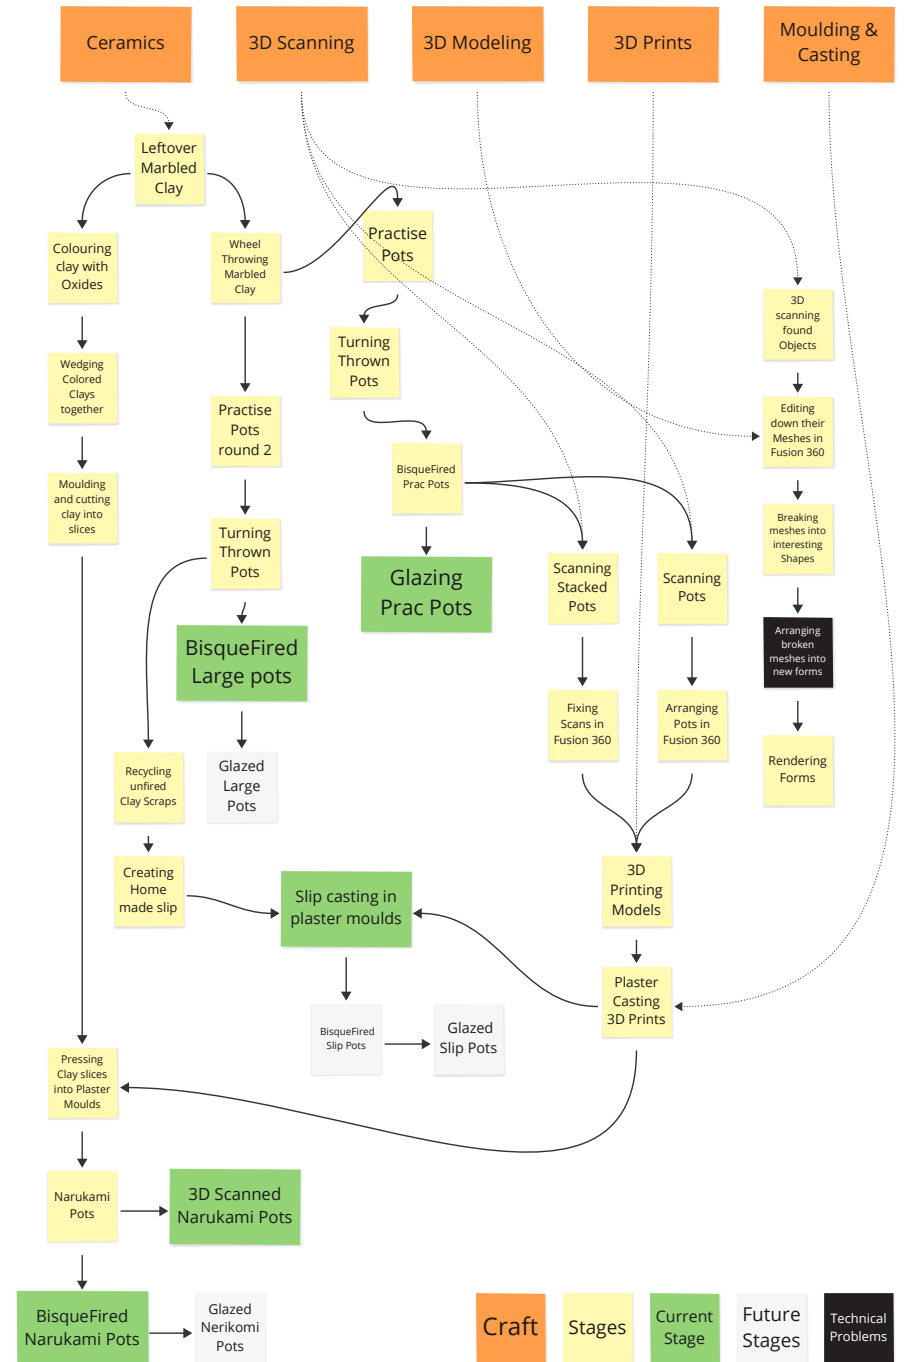 Ceramics
3D Scanning
3D Modeling
3D Prints
Moulding &
Casting
Leftover
Marbled
Clay
Colouring
clay with
Oxides
Wheel
Throwing
Marbled
Clay
Practise
Pots
3D
scanning
found
Objects
Turning
Thrown
Pots
Wedging
Colored
Clays
together
Practise
Pots
round 2
Editing
down their
Meshes in
Fusion 360
BisqueFired
Prac Pots
Moulding
and cutting
clay into
slices
Breaking
meshes into
interesting
Shapes
Turning
Thrown
Pots
Glazing
Prac Pots
Scanning
Stacked
Pots
Scanning
Pots
BisqueFired
Large pots
Arranging
broken
meshes into
new forms
Fixing
Scans in
Fusion 360
Arranging
Pots in
Fusion 360
Rendering
Forms
Recycling
unfired
Clay Scraps
Glazed
Large
Pots
Creating
Home
made slip
Slip casting in
plaster moulds
3D
Printing
Models
Plaster
Casting
3D Prints
BisqueFired
Slip Pots
Glazed
Slip Pots
Pressing
Clay slices
into Plaster
Moulds
Narukami
Pots
3D Scanned
Narukami Pots
BisqueFired
Narukami Pots
Glazed
Nerikomi
Pots
Craft
Stages
Current
Stage
Future
Stages
Technical
Problems